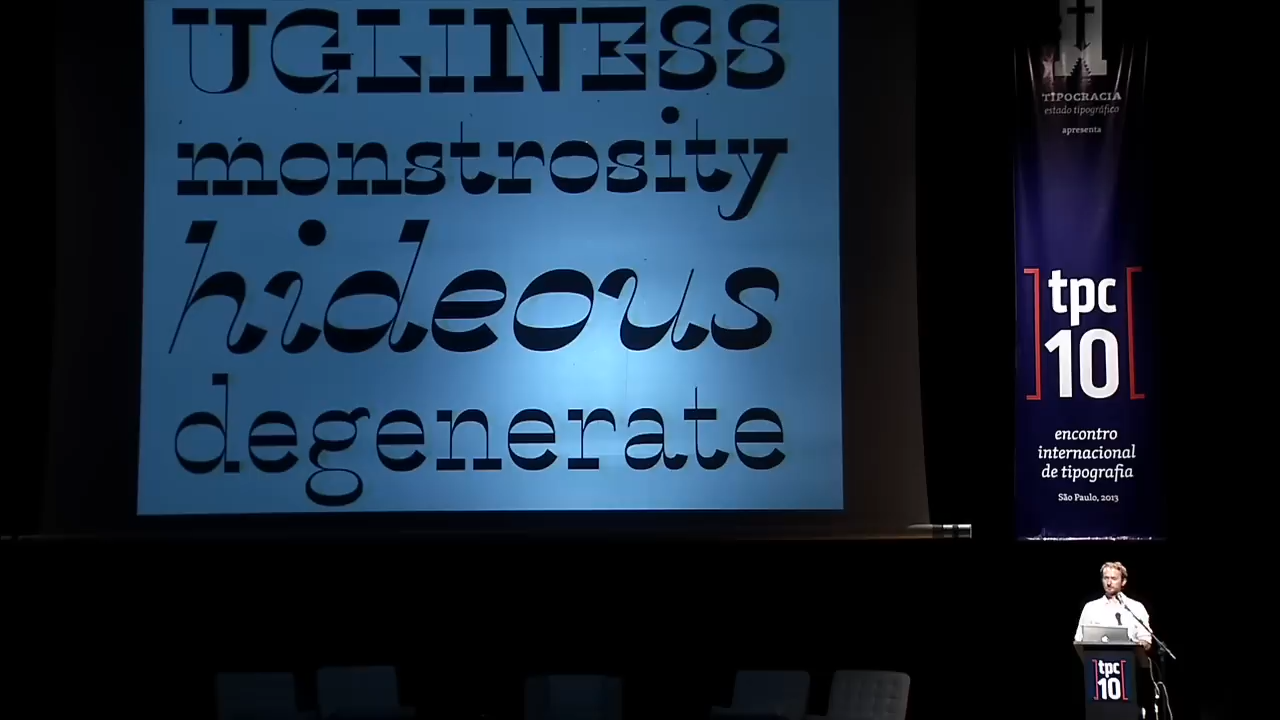 UGLINESS
monstrosity
hideous
degenerate
TIPOCRACIA
estado tipográfico
apresenta
]tpc[
10
encontro
internacional
de tipografia
São Paulo, 2013
]tpc[
10